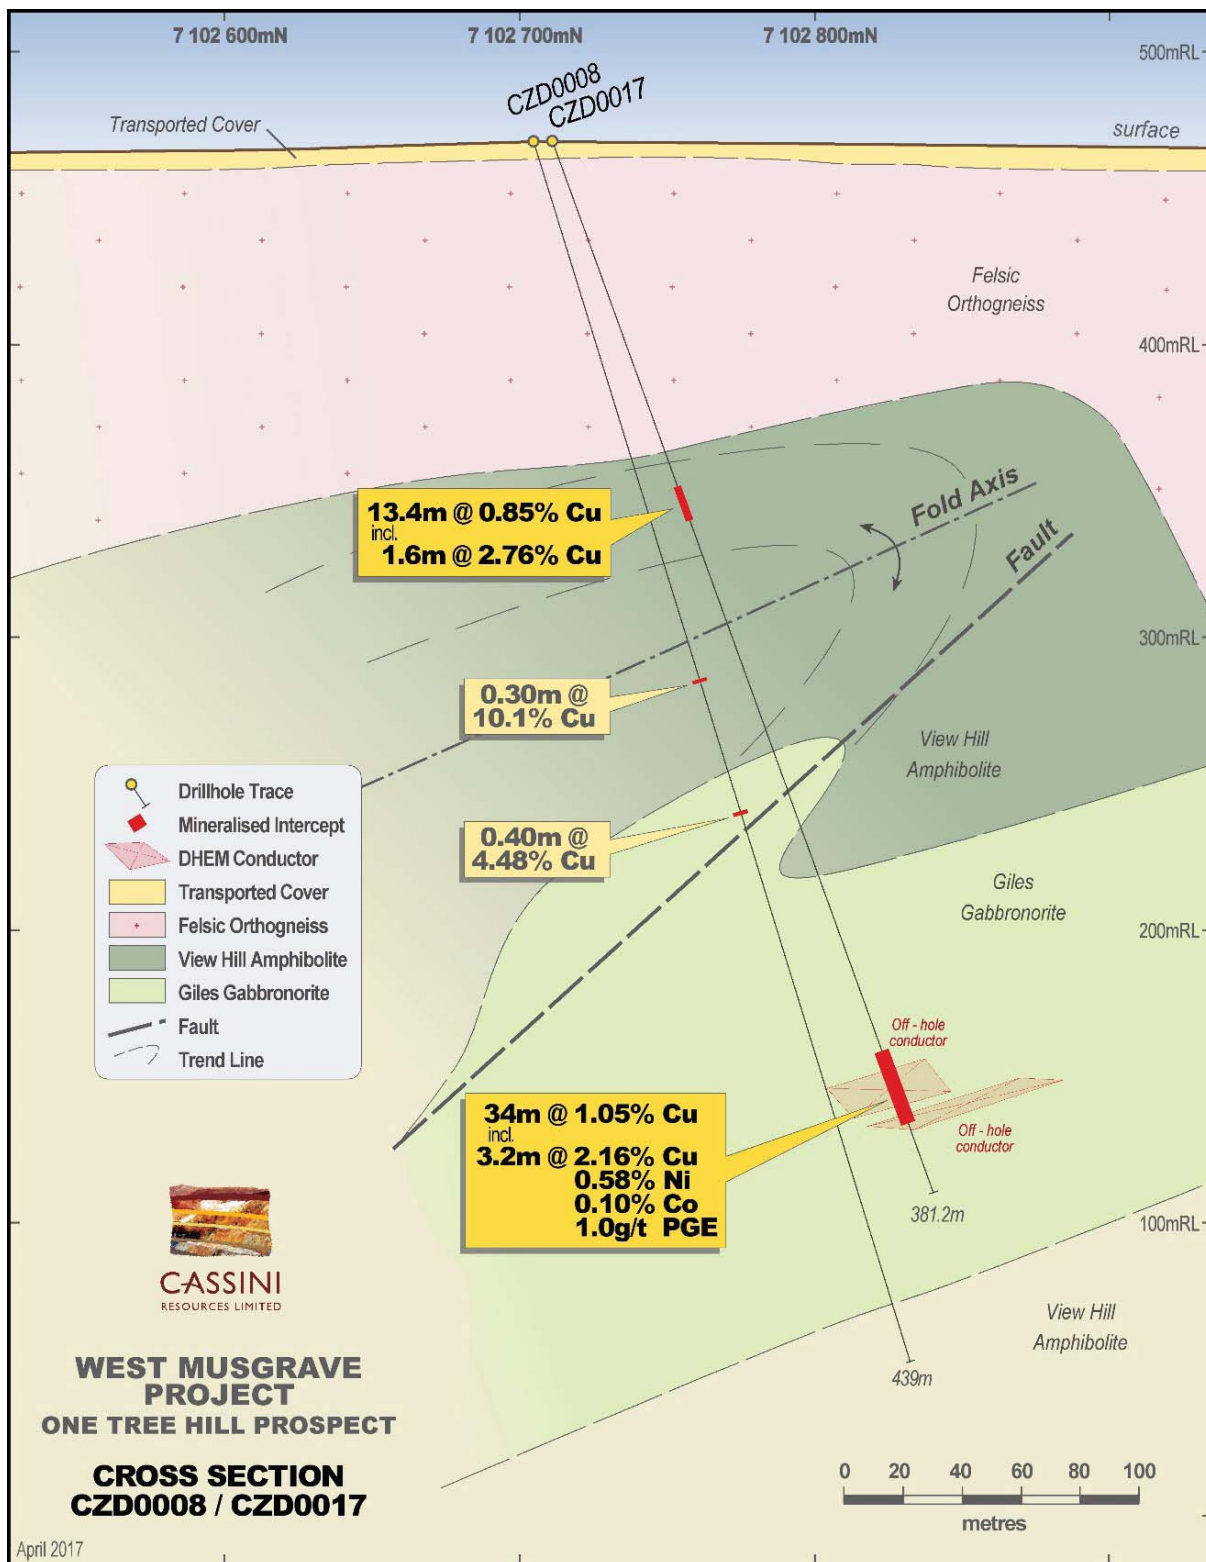 7 102 600mN
7 102 700mN
7 102 800mN
500mRL
CZD0008
CZD0017
Transported Cover
surface
Felsic
Orthogneiss
400mRL
13.4m @ 0.85% Cu
incl.
1.6m @ 2.76% Cu
Fold Axis
Fault
300mRL
0.30m @
10.1% Cu
View Hill
Amphibolite
0.40m @
4.48% Cu
Drillhole Trace
Mineralised Intercept
DHEM Conductor
Transported Cover
Felsic Orthogneiss
View Hill Amphibolite
Giles Gabbronorite
Fault
Trend Line
Giles
Gabbronorite
200mRL
Off - hole
conductor
34m @ 1.05% Cu
incl.
3.2m @ 2.16% Cu
0.58% Ni
0.10% Co
1.0g/t PGE
Off - hole
conductor
381.2m
100mRL
CASSINI
RESOURCES LIMITED
View Hill
Amphibolite
439m
WEST MUSGRAVE
PROJECT
ONE TREE HILL PROSPECT
CROSS SECTION
CZD0008 / CZD0017
0 20 40 60 80 100
metres
April 2017